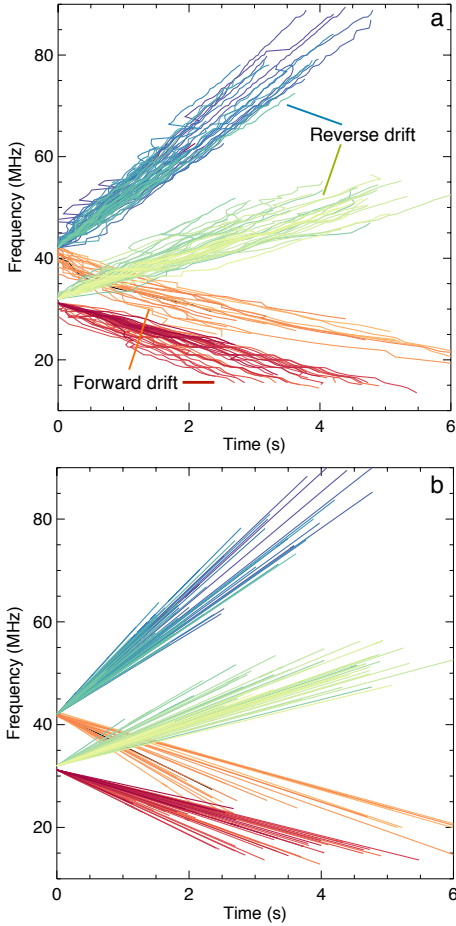 a
80
60
40
20
Frequency (MHz)
Reverse drift
Forward drift
0 2 4 6
Time (s)
b
80
60
40
20
Frequency (MHz)
0 2 4 6
Time (s)